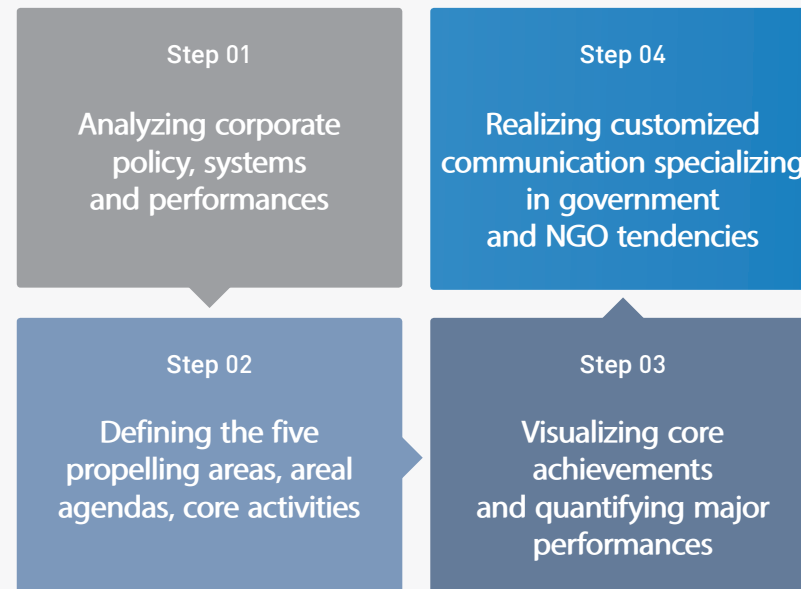 Step 01
Analyzing corporate
policy, systems
and performances
Step 02
Defining the five
propelling areas, areal
agendas, core activities
Step 03
Visualizing core
achievements
and quantifying major
performances
Step 04
Realizing customized
communication specializing
in government
and NGO tendencies